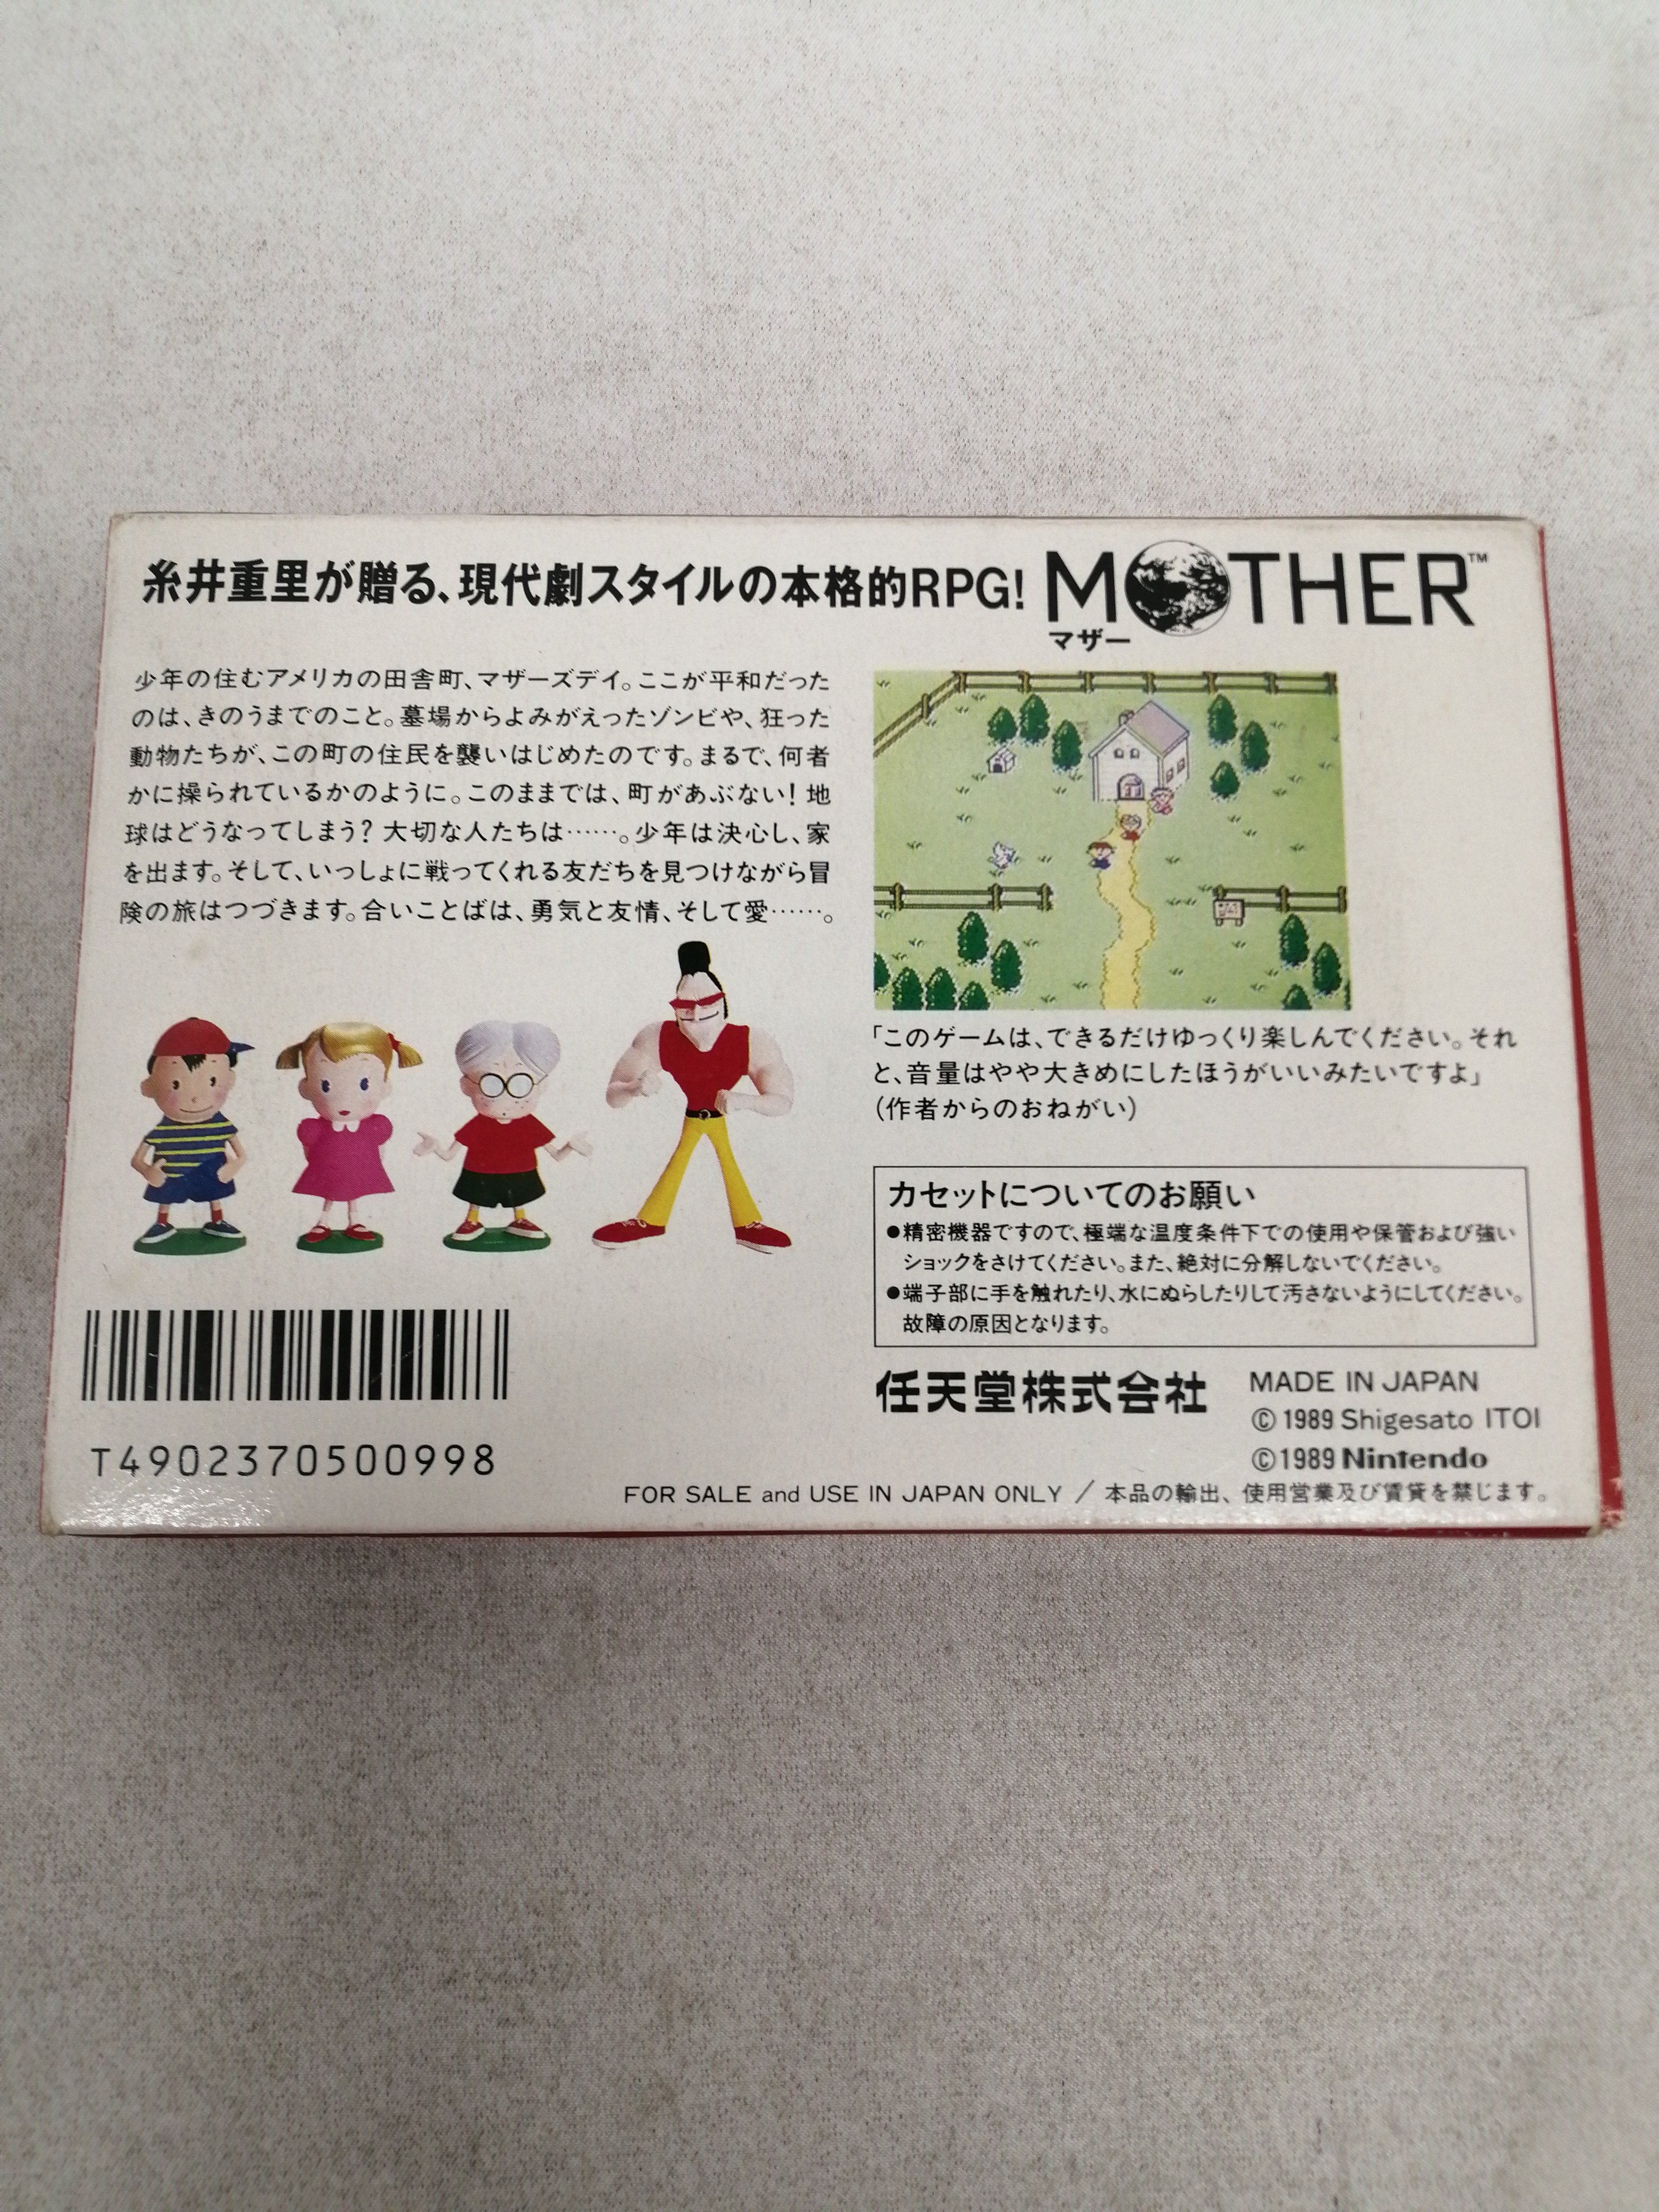 糸井重里が贈る、現代劇スタイルの本格的RPG!
MOTHER™
マザー
少年の住むアメリカの田舎町、マザーズデイ。ここが平和だった
のは、きのうまでのこと。墓場からよみがえったゾンビや、狂った
動物たちが、この町の住民を襲いはじめたのです。まるで、何者
かに操られているかのように。このままでは、町があぶない!地
球はどうなってしまう?大切な人たちは……。少年は決心し、家
を出ます。そして、いっしょに戦ってくれる友だちを見つけながら冒
険の旅はつづきます。合いことばは、勇気と友情、そして愛……。
「このゲームは、できるだけゆっくり楽しんでください。それ
と、音量はやや大きめにしたほうがいいみたいですよ」
(作者からのおねがい)
カセットについてのお願い
●精密機器ですので、極端な温度条件下での使用や保管および強い
ショックをさけてください。また、絶対に分解しないでください。
●端子部に手を触れたり、水にぬらしたりして汚さないようにしてください。
故障の原因となります。
T4902370500998
任天堂株式会社
MADE IN JAPAN
©1989 Shigesato ITOI
©1989 Nintendo
FOR SALE and USE IN JAPAN ONLY / 本品の輸出、使用営業及び賃貸を禁じます。